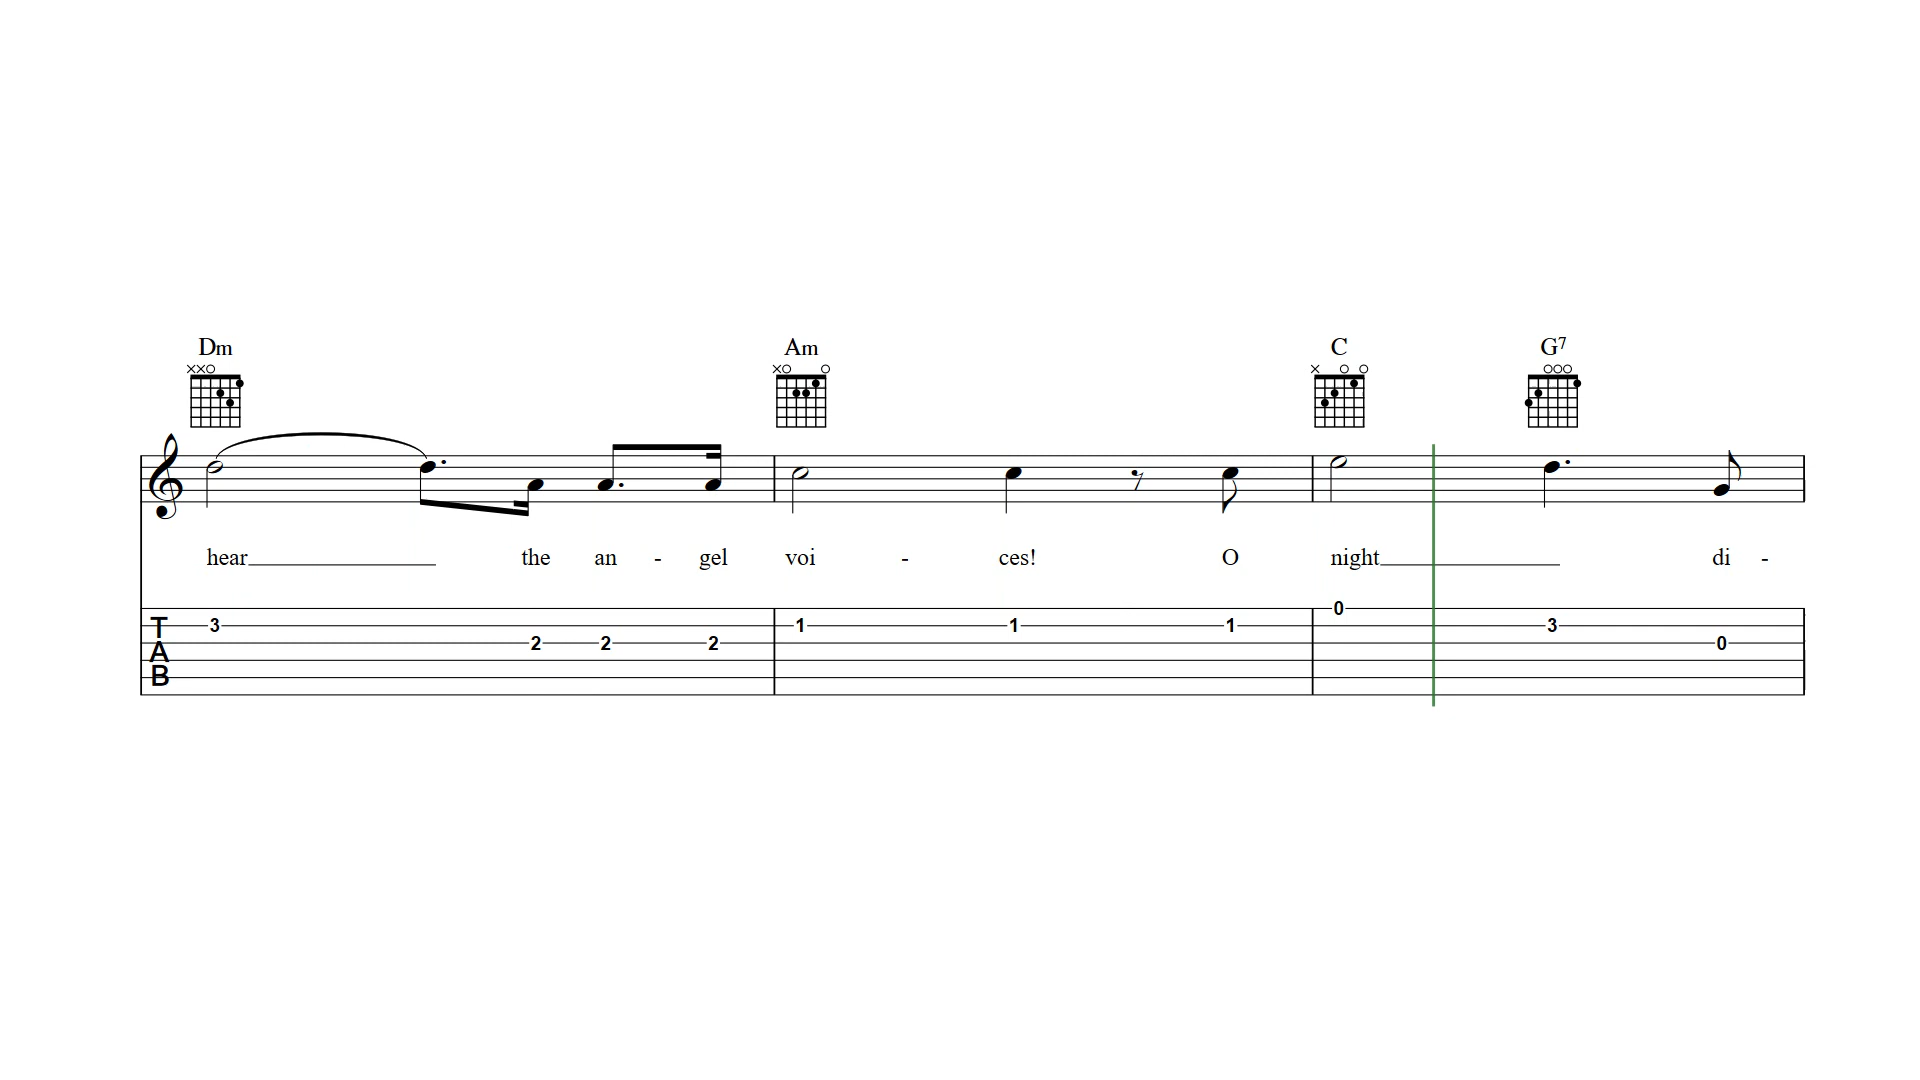 Dm Am C G7
hear the an - gel voi - ces! O night di -
0
T 3 1 1 1 3
A 2 2 2 0
B